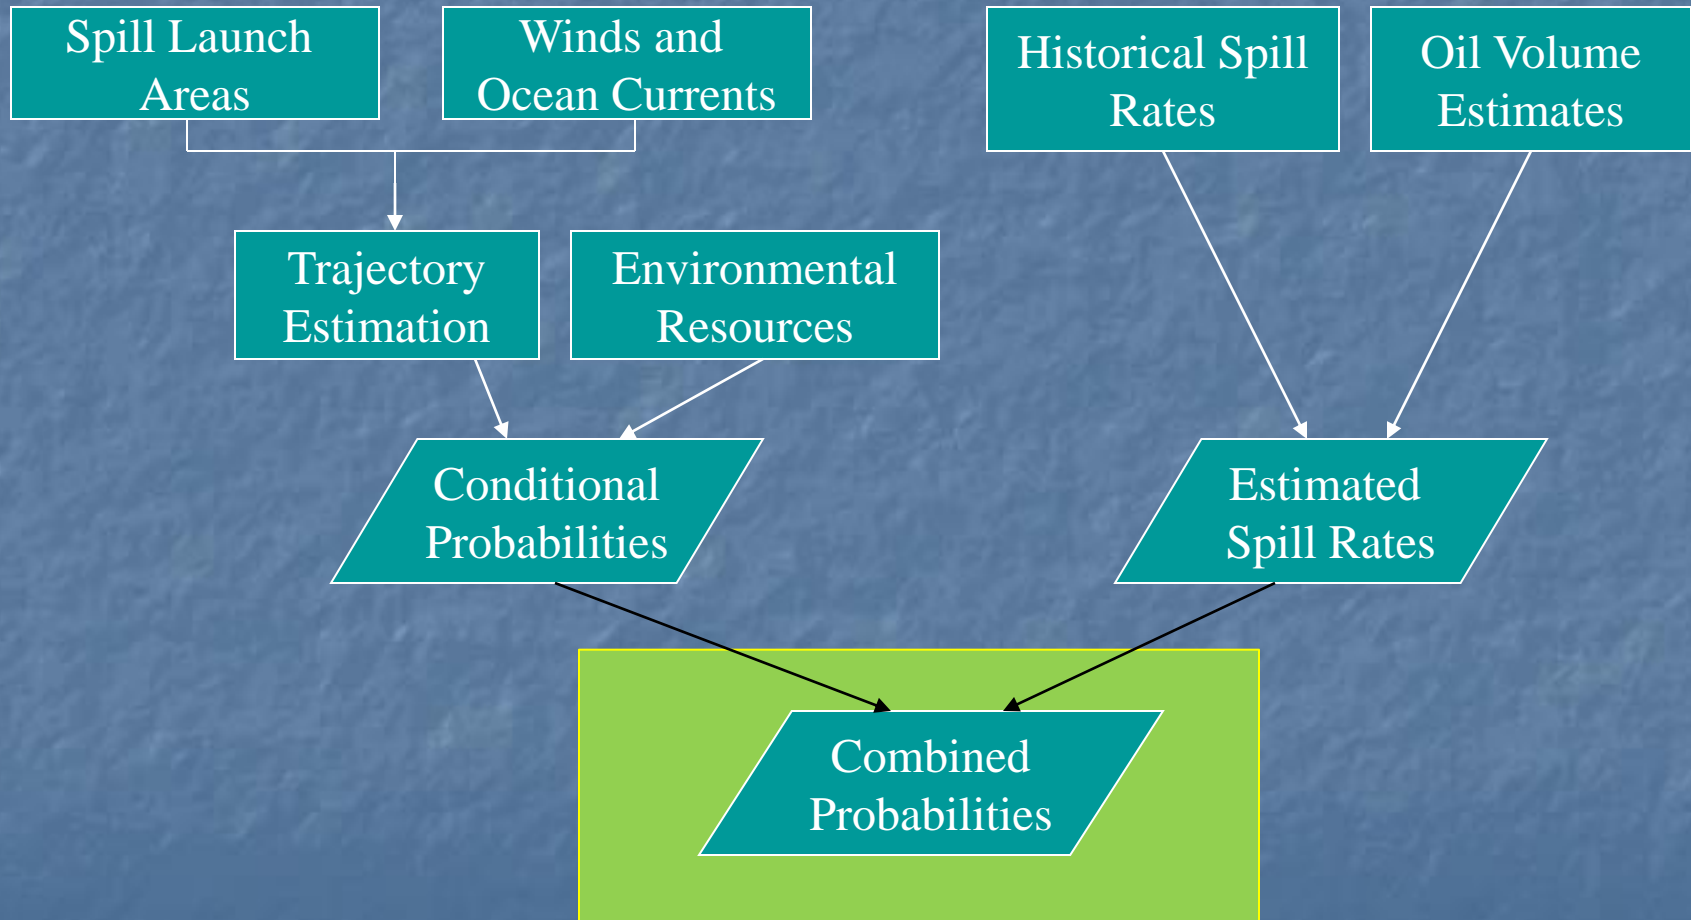 Spill Launch
Areas
Winds and
Ocean Currents
Historical Spill
Rates
Oil Volume
Estimates
Trajectory
Estimation
Environmental
Resources
Conditional
Probabilities
Estimated
Spill Rates
Combined
Probabilities